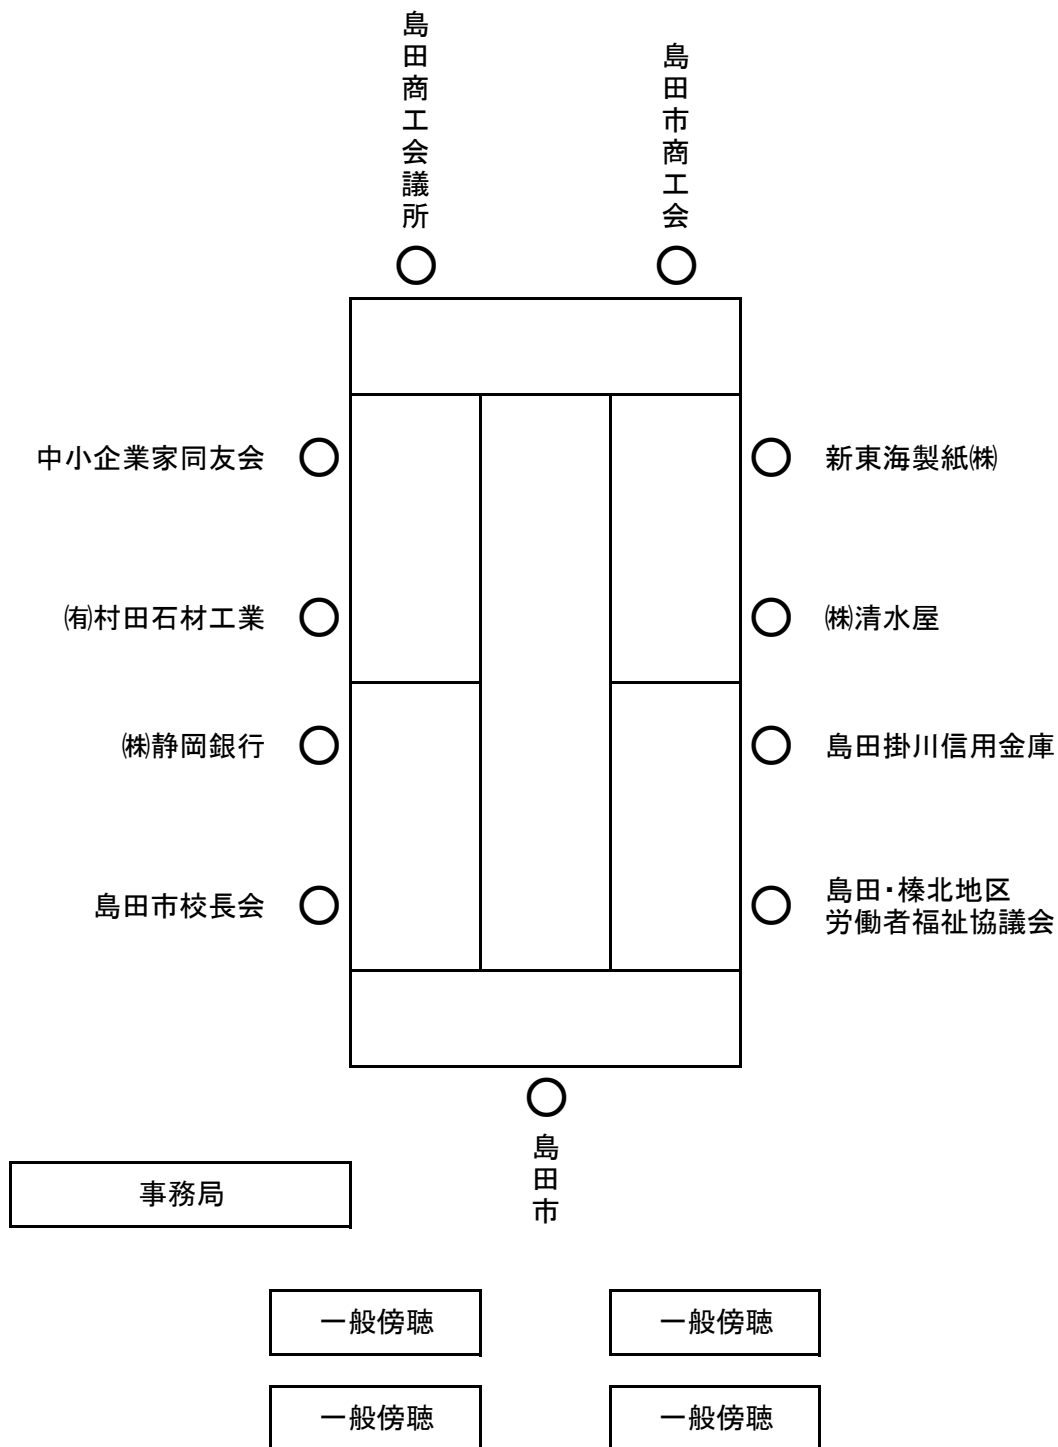 島田商工会議所
島田市商工会
中小企業家同友会
新東海製紙㈱
㈲村田石材工業
㈱清水屋
㈱静岡銀行
島田掛川信用金庫
島田市校長会
島田・榛北地区
労働者福祉協議会
島田市
事務局
一般傍聴
一般傍聴
一般傍聴
一般傍聴